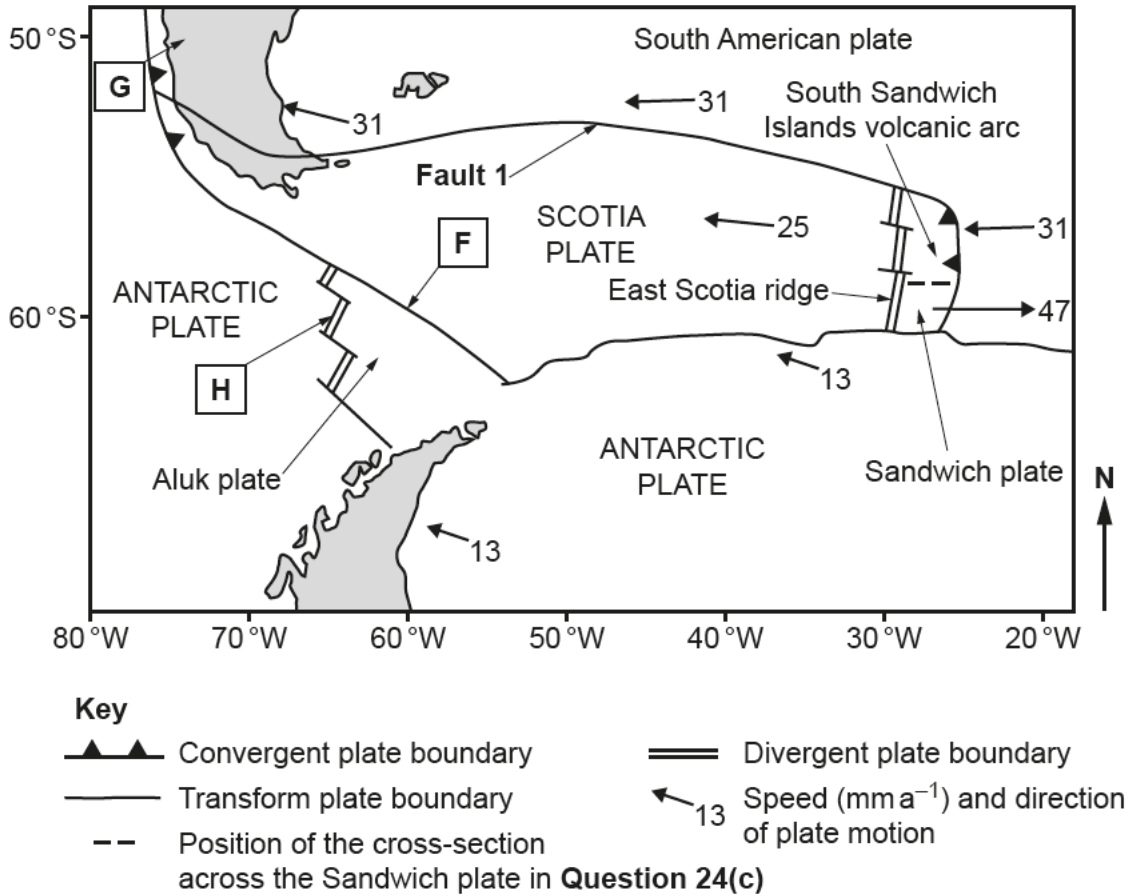 50 °S
South American plate
G
31
31
South Sandwich
Islands volcanic arc
Fault 1
SCOTIA
PLATE
25
31
F
ANTARCTIC
PLATE
East Scotia ridge
60 °S
47
H
13
ANTARCTIC
PLATE
Aluk plate
Sandwich plate
N
13
80 °W
70 °W
60 °W
50 °W
40 °W
30 °W
20 °W
Key
Convergent plate boundary
Divergent plate boundary
Transform plate boundary
13
Speed (mm a⁻¹) and direction
of plate motion
Position of the cross-section
across the Sandwich plate in Question 24(c)